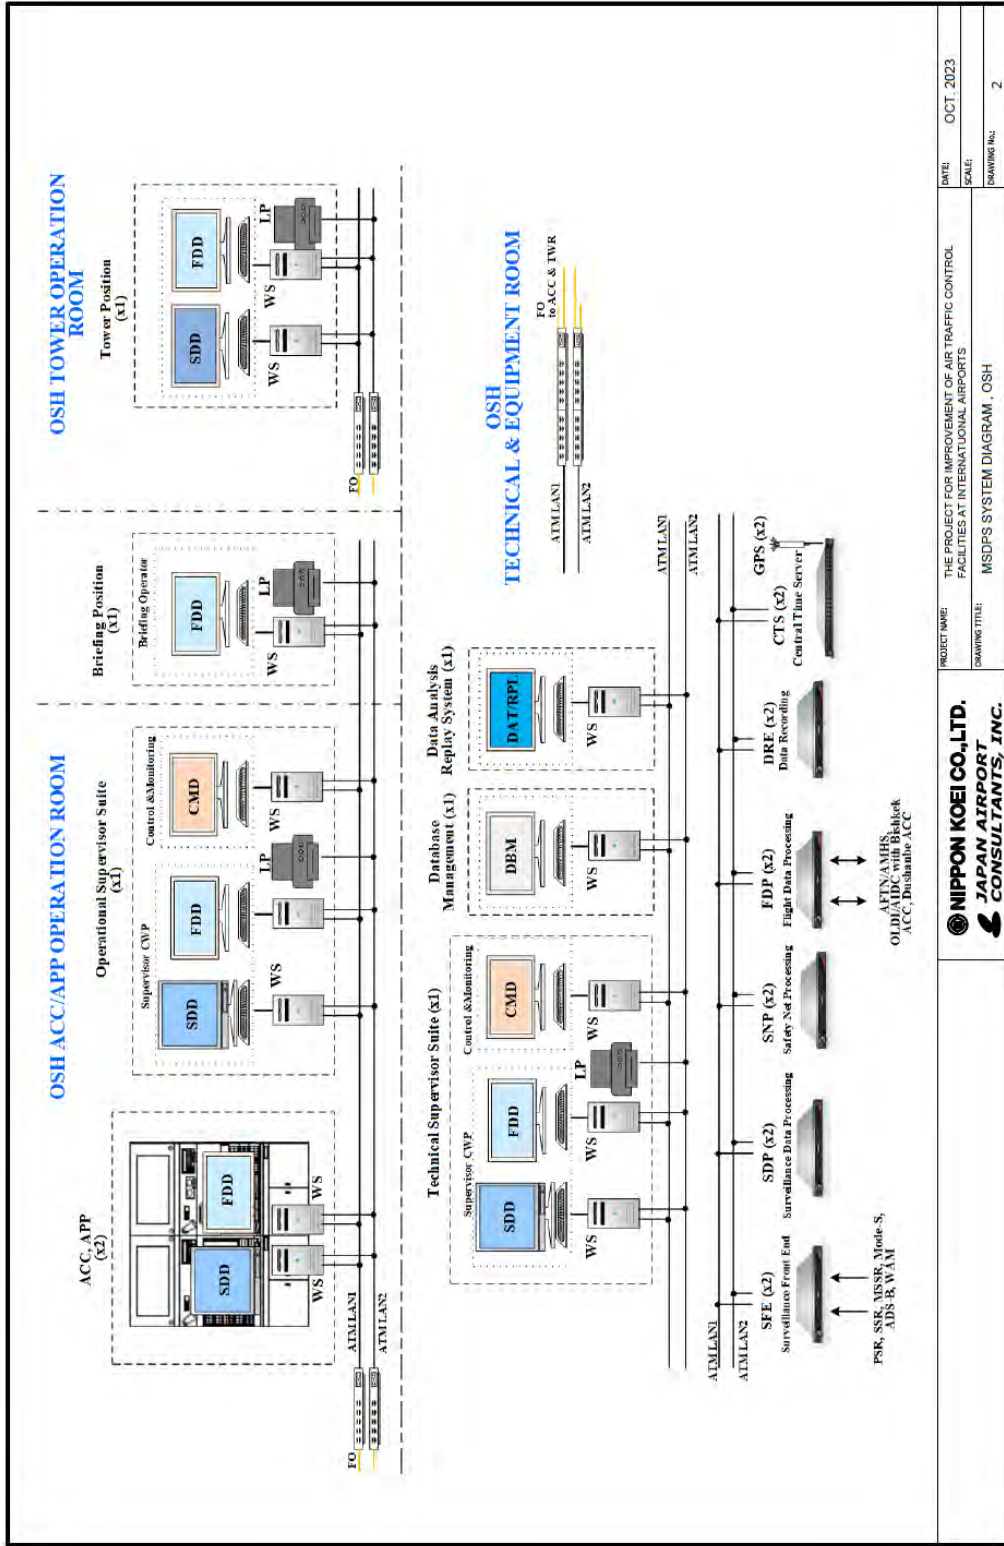 OSH ACC/APP OPERATION ROOM
OSH TOWER OPERATION
ROOM
ACC, APP
(x2)
SDD
FDD
WS
WS
FO
ATM LAN1
ATM LAN2
Operational Supervisor Suite
(x1)
Supervisor CWP
SDD
FDD
WS
LP
Control &Monitoring
CMD
WS
Briefing Position
(x1)
Briefing Operator
FDD
WS
LP
Tower Position
(x1)
SDD
FDD
WS
WS
LP
FO
OSH
TECHNICAL & EQUIPMENT ROOM
FO
to ACC & TWR
ATM LAN1
ATM LAN2
Technical Supervisor Suite (x1)
Supervisor CWP
SDD
FDD
WS
WS
LP
Control &Monitoring
CMD
WS
Database
Management (x1)
DBM
WS
Data Analysis
Replay System (x1)
DAT/RPL
WS
ATM LAN1
ATM LAN2
ATM LAN1
ATM LAN2
SFE (x2)
Surveillance Front End
PSR, SSR, MSSR, Mode-S,
ADS-B, WAM
SDP (x2)
Surveillance Data Processing
SNP (x2)
Safety Net Processing
FDP (x2)
Flight Data Processing
AFTN/AMHS,
OLDI/AIDC with Bishkek
ACC, Dushanbe ACC
DRE (x2)
Data Recording
CTS (x2)
Central Time Server
GPS (x2)
NIPPON KOEI CO.,LTD.
JAPAN AIRPORT
CONSULTANTS, INC.
PROJECT NAME:
THE PROJECT FOR IMPROVEMENT OF AIR TRAFFIC CONTROL
FACILITIES AT INTERNATUONAL AIRPORTS
DRAWING TITLE:
MSDPS SYSTEM DIAGRAM , OSH
DATE:
OCT. 2023
SCALE:
DRAWING No.:
2